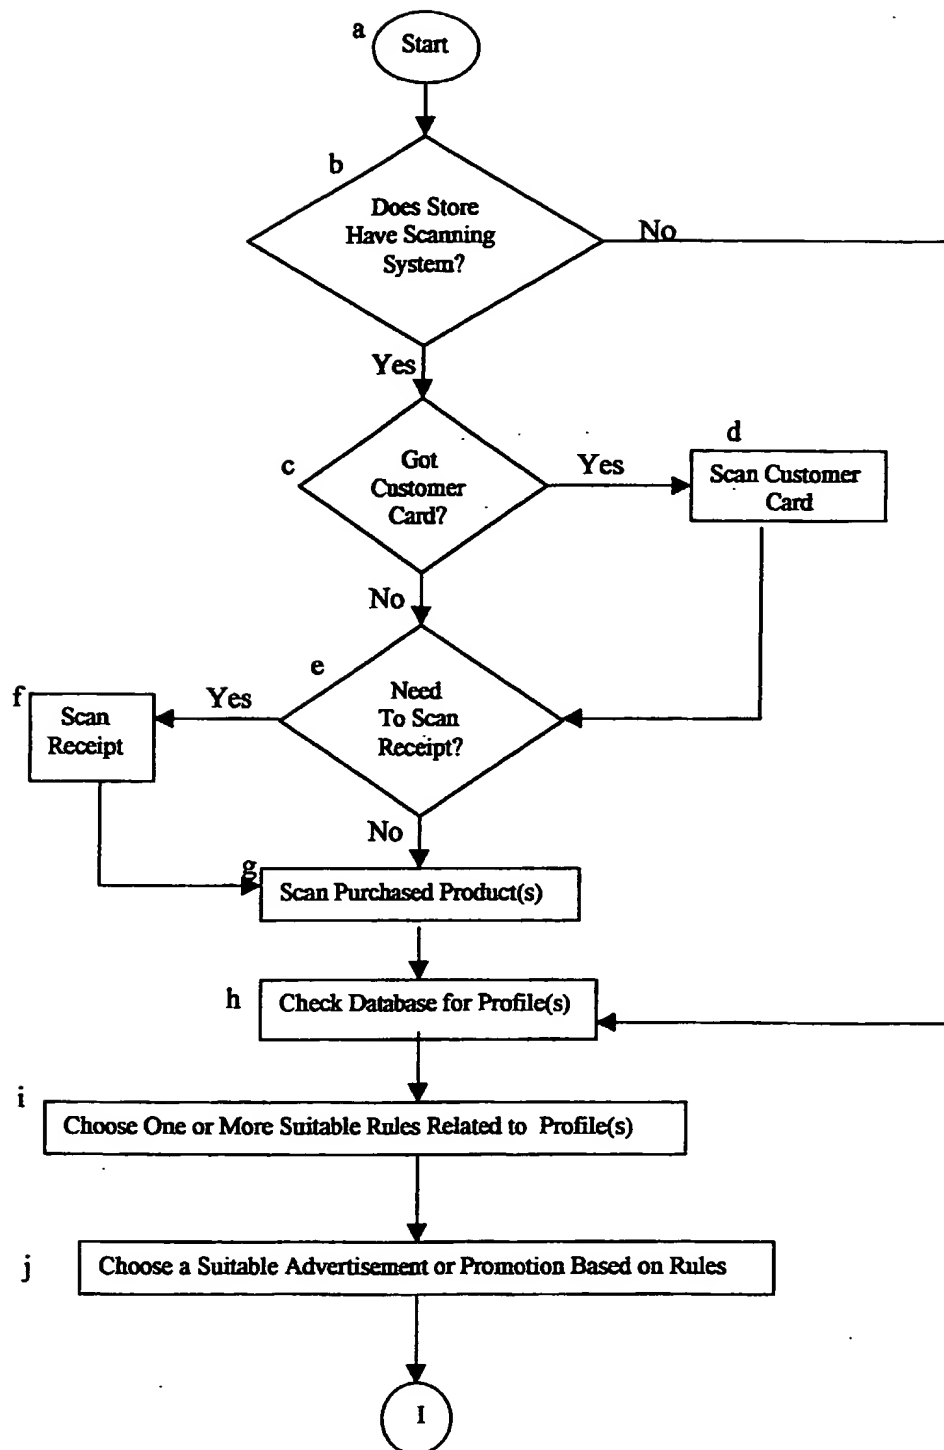 a
Start
b
Does Store
Have Scanning
System?
No
Yes
c
Got
Customer
Card?
Yes
d
Scan Customer
Card
No
e
Need
To Scan
Receipt?
Yes
f
Scan
Receipt
No
g
Scan Purchased Product(s)
h
Check Database for Profile(s)
i
Choose One or More Suitable Rules Related to Profile(s)
j
Choose a Suitable Advertisement or Promotion Based on Rules
I